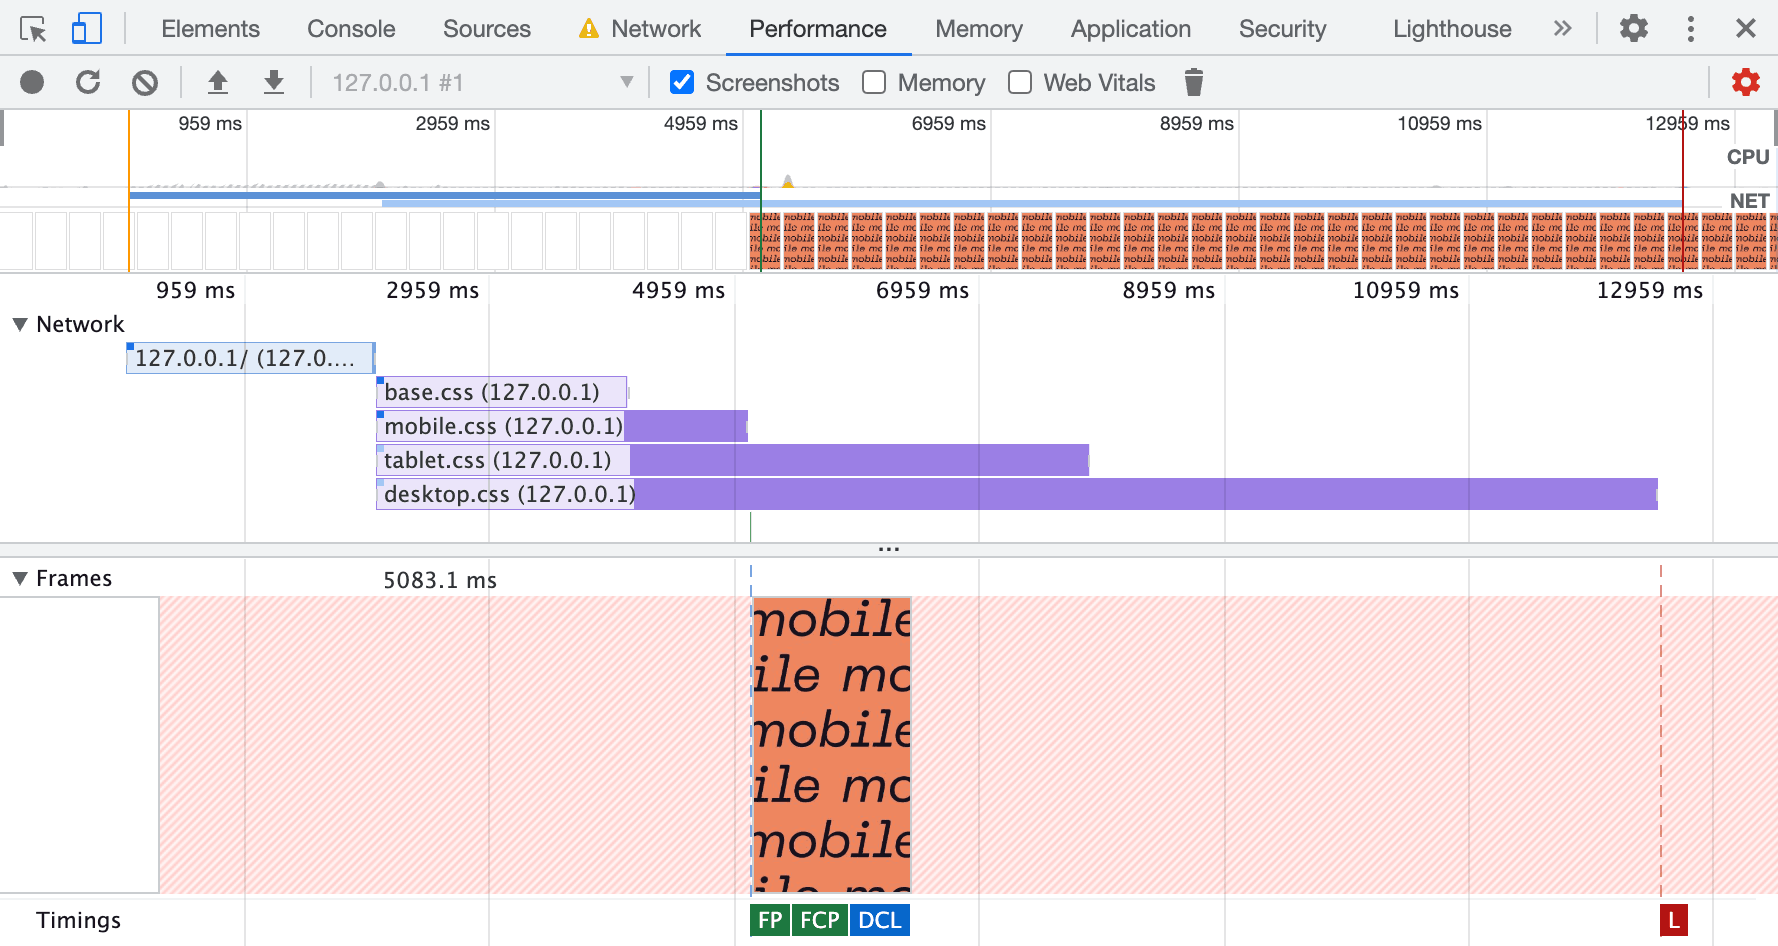 Elements Console Sources Network Performance Memory Application Security Lighthouse
127.0.0.1 #1 Screenshots Memory Web Vitals
959 ms 2959 ms 4959 ms 6959 ms 8959 ms 10959 ms 12959 ms
CPU
NET
959 ms 2959 ms 4959 ms 6959 ms 8959 ms 10959 ms 12959 ms
Network
127.0.0.1/ (127.0....
base.css (127.0.0.1)
mobile.css (127.0.0.1)
tablet.css (127.0.0.1)
desktop.css (127.0.0.1)
Frames 5083.1 ms
mobile
ile mo
mobile
ile mo
mobile
ile mo
Timings FP FCP DCL L